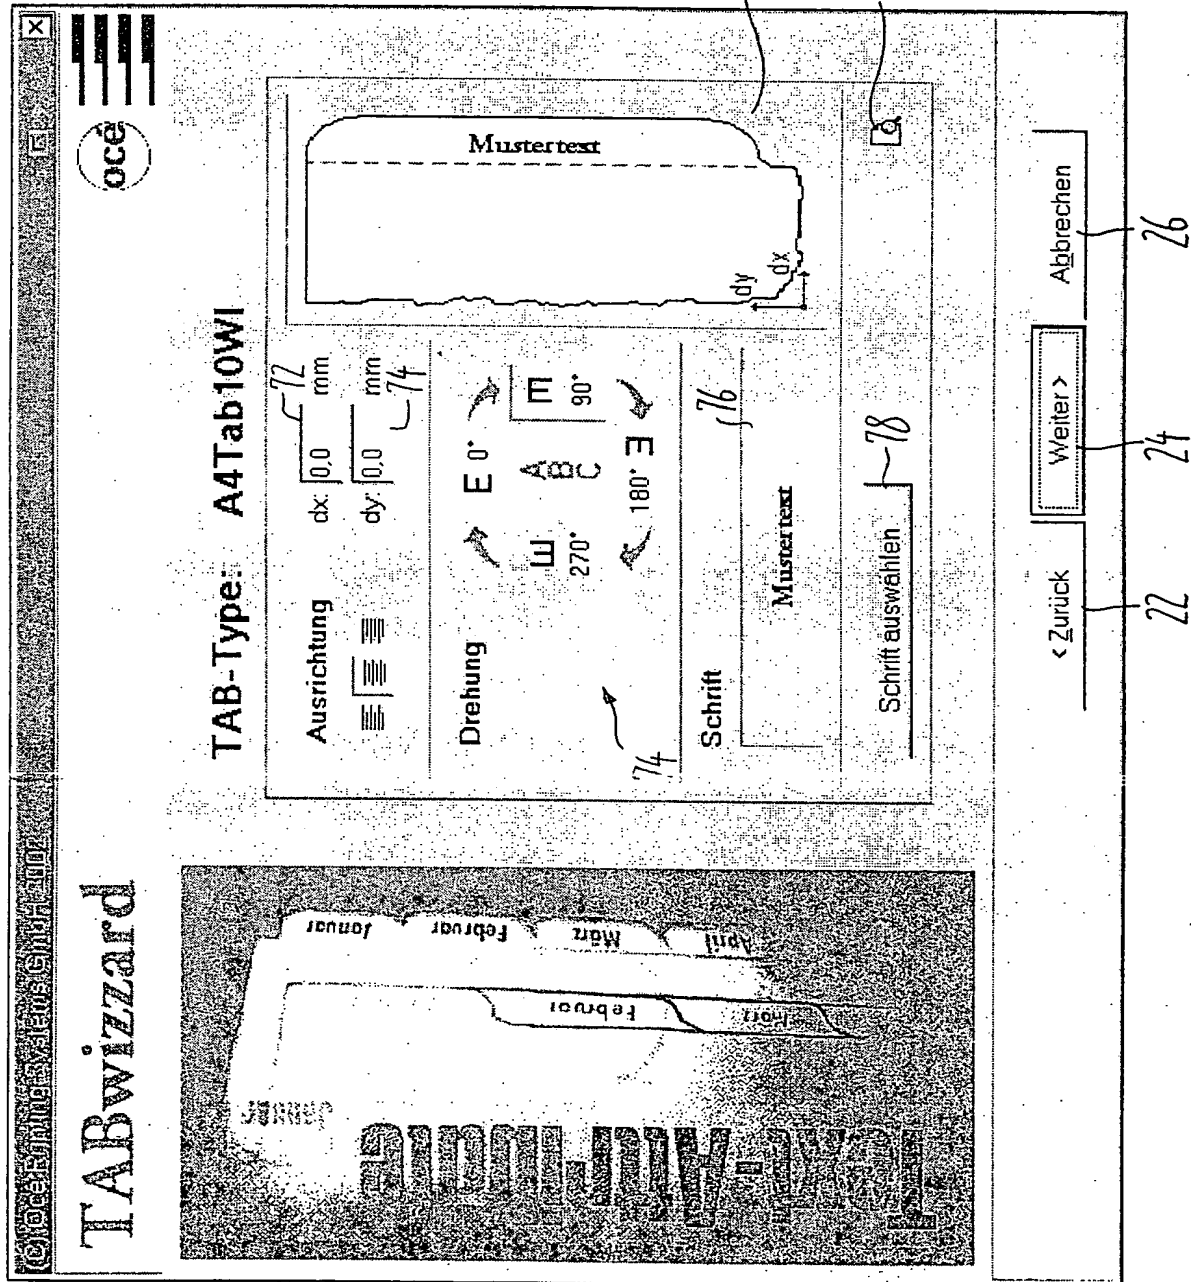 TABwizzard
océ
TAB-Type: A4Tab10WI
Ausrichtung
dx: 0,0 mm
72
dy: 0,0 mm
74
Drehung
E 0°
E 90°
ABC
E 270°
180° E
74
Schrift
76
Mustertext
Schrift auswählen
78
Mustertext
dy
dx
Januar
Februar
März
April
Februar
März
Januar
< Zurück
Weiter >
Abbrechen
22
24
26